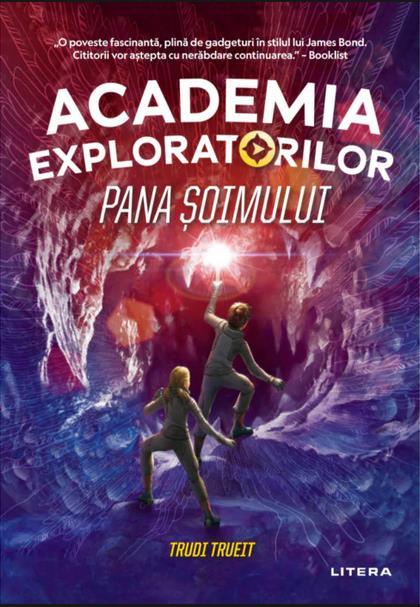 „O poveste fascinantă, plină de gadgeturi în stilul lui James Bond.
Cititorii vor aștepta cu nerăbdare continuarea.” – Booklist
ACADEMIA
EXPLORATORILOR
PANA ȘOIMULUI
TRUDI TRUEIT
LITERA